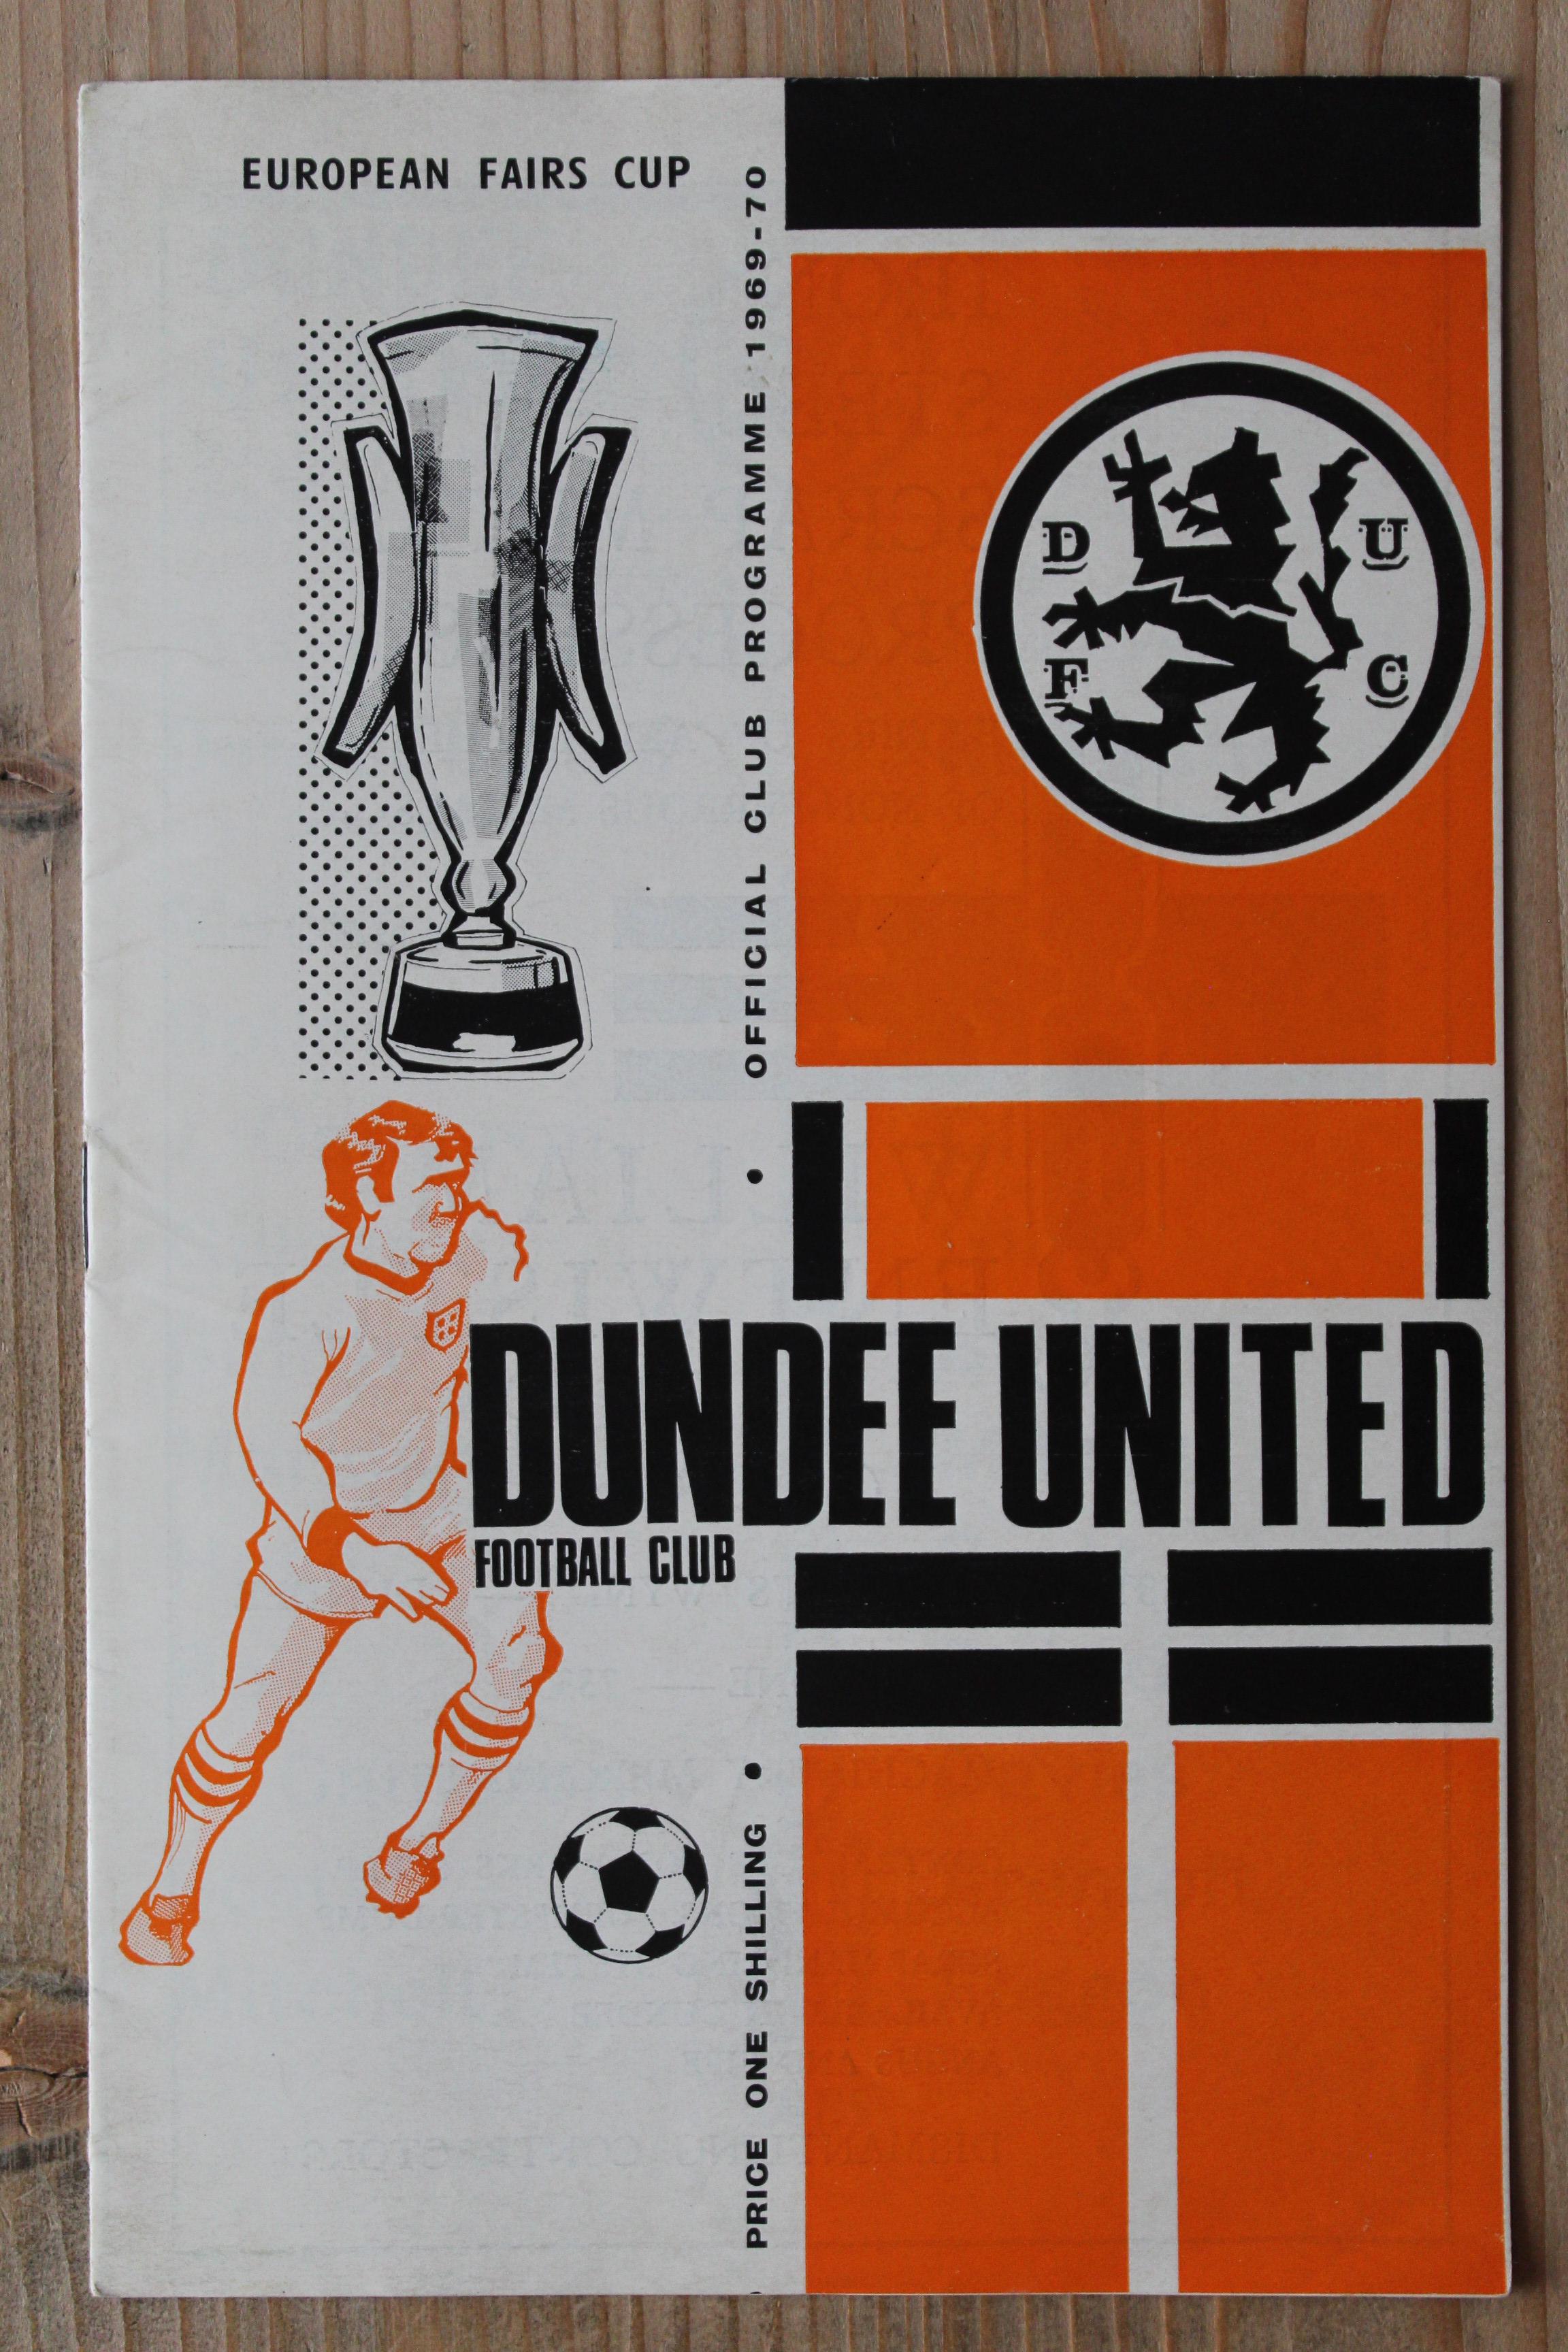 EUROPEAN FAIRS CUP
OFFICIAL CLUB PROGRAMME 1969-70
D U
F C
DUNDEE UNITED
FOOTBALL CLUB
• PRICE ONE SHILLING •